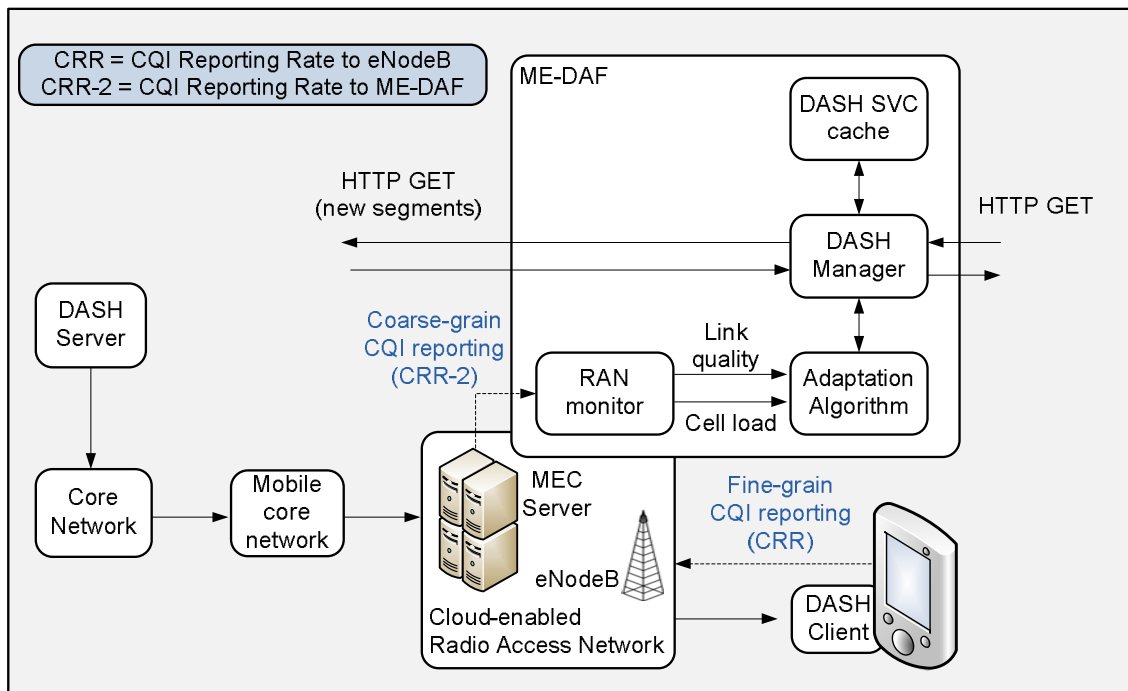 CRR = CQI Reporting Rate to eNodeB
CRR-2 = CQI Reporting Rate to ME-DAF
ME-DAF
DASH SVC
cache
HTTP GET
(new segments)
HTTP GET
DASH
Manager
DASH
Server
Coarse-grain
CQI reporting
(CRR-2)
RAN
monitor
Link
quality
Cell load
Adaptation
Algorithm
Core
Network
Mobile
core
network
MEC
Server
eNodeB
Cloud-enabled
Radio Access Network
Fine-grain
CQI reporting
(CRR)
DASH
Client